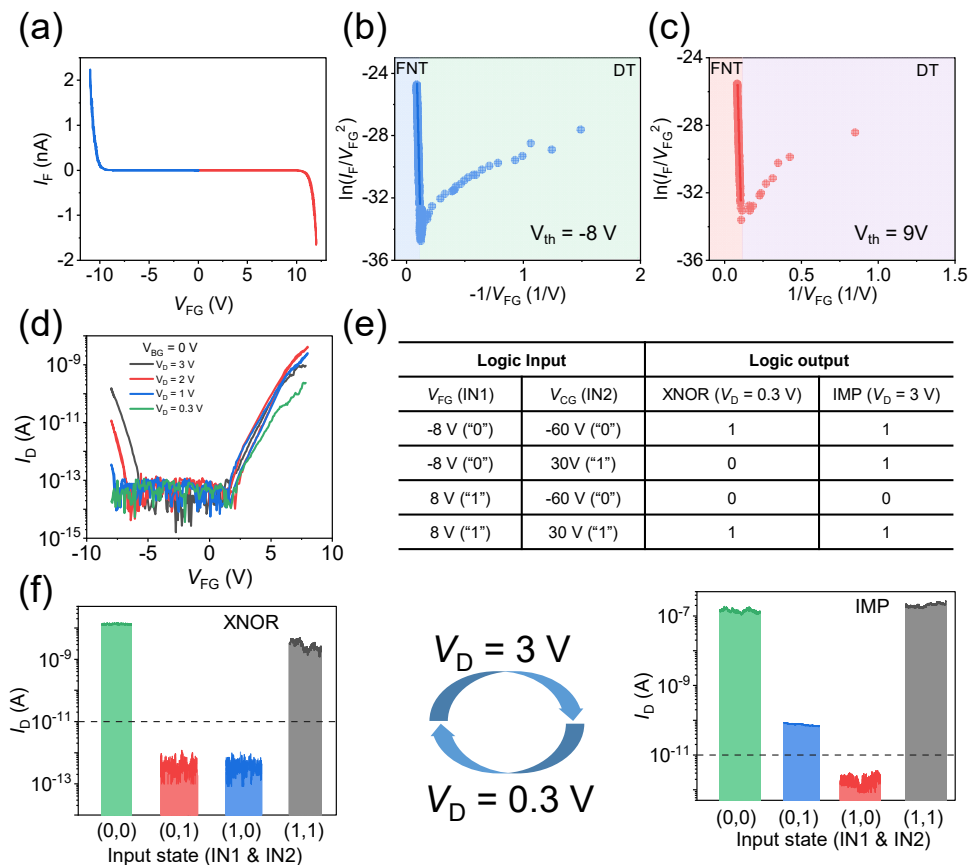 (a)
2
1
0
-1
-2
I_F (nA)
-10
0
10
V_FG (V)
(b)
FNT
DT
-24
-28
-32
-36
ln(I_F/V_FG^2)
V_th = -8 V
0
1
2
-1/V_FG (1/V)
(c)
FNT
DT
-24
-28
-32
-36
ln(I_F/V_FG^2)
V_th = 9V
0.0
0.5
1.0
1.5
1/V_FG (1/V)
(d)
V_BG = 0 V
V_D = 3 V
V_D = 2 V
V_D = 1 V
V_D = 0.3 V
10^-9
10^-11
10^-13
10^-15
I_D (A)
-5
0
5
10
V_FG (V)
(e)
Logic Input Logic output
V_FG (IN1) V_CG (IN2) XNOR (V_D = 0.3 V) IMP (V_D = 3 V)
-8 V (“0”) -60 V (“0”) 1 1
-8 V (“0”) 30V (“1”) 0 1
8 V (“1”) -60 V (“0”) 0 0
8 V (“1”) 30 V (“1”) 1 1
(f)
XNOR
10^-9
10^-11
10^-13
I_D (A)
(0,0) (0,1) (1,0) (1,1)
Input state (IN1 & IN2)
V_D = 3 V
V_D = 0.3 V
IMP
10^-7
10^-9
10^-11
I_D (A)
(0,0) (0,1) (1,0) (1,1)
Input state (IN1 & IN2)